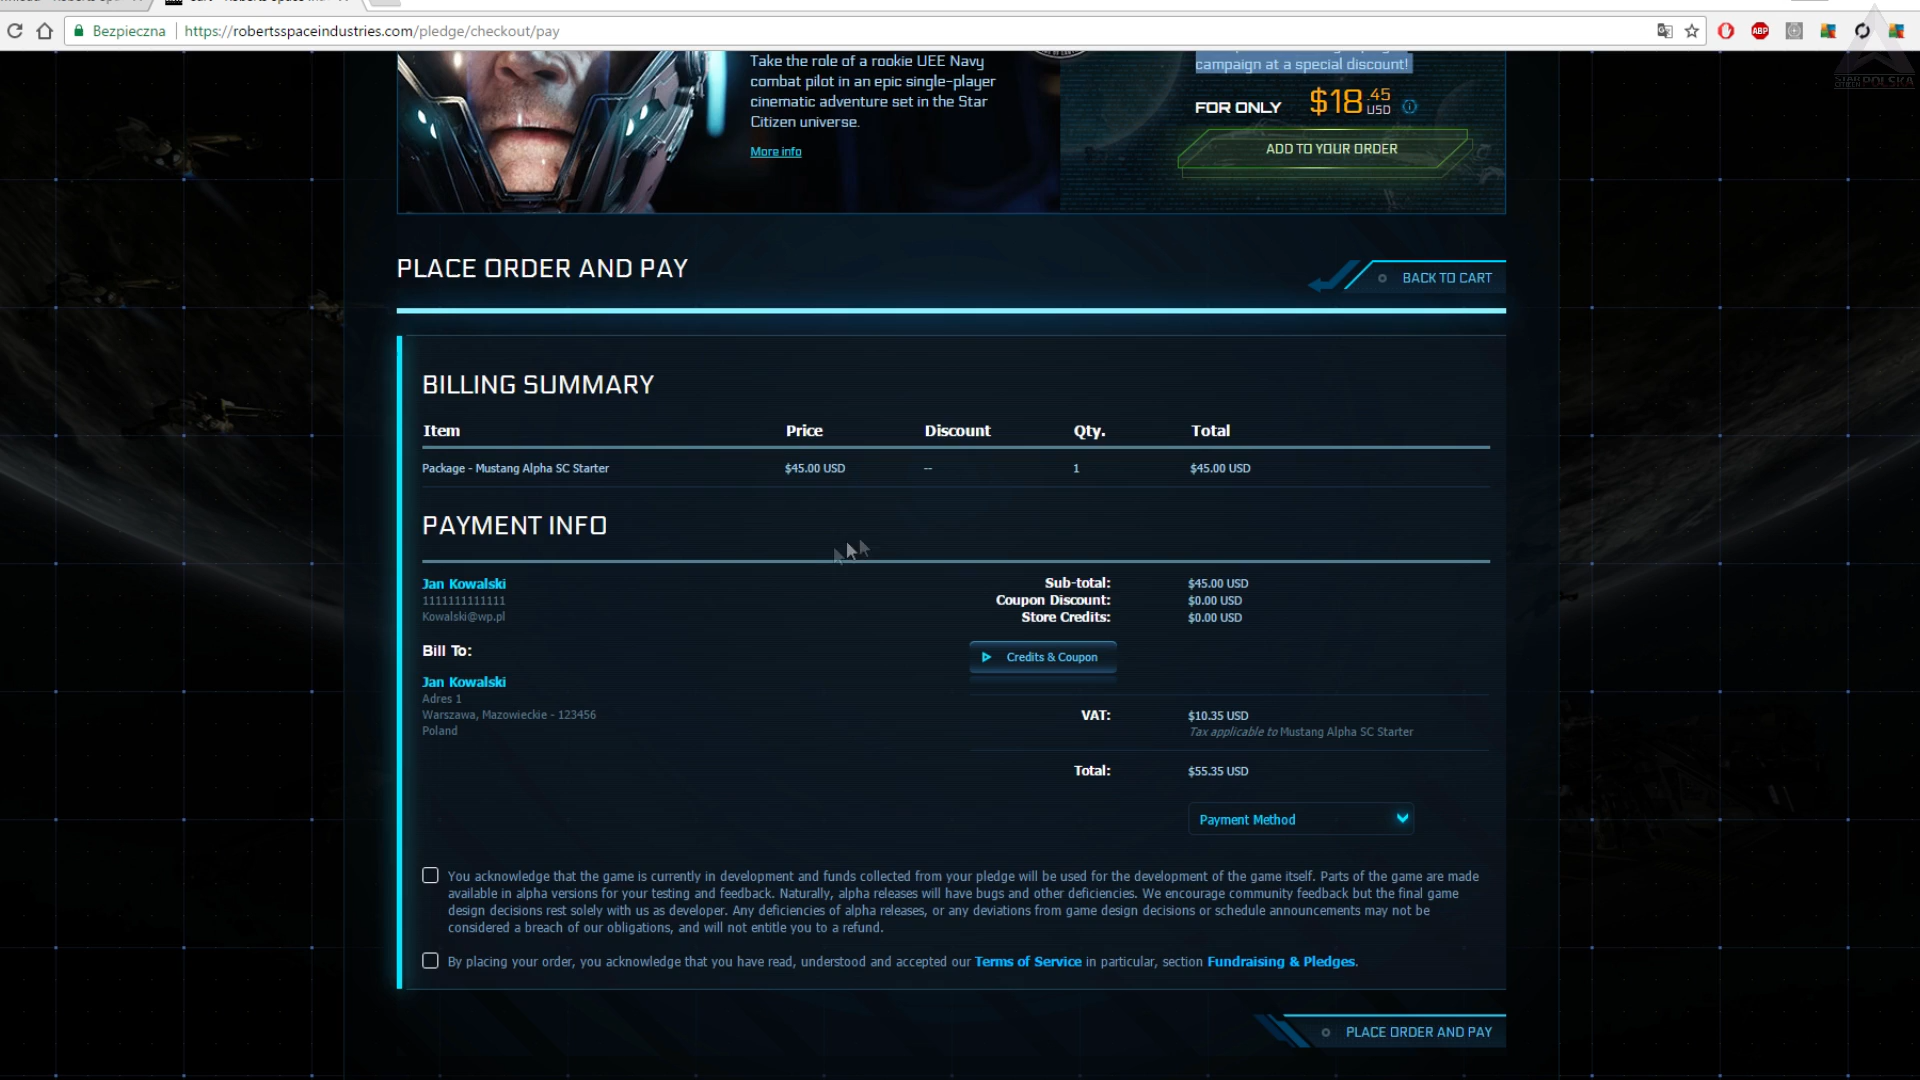 Bezpieczna https://robertsspaceindustries.com/pledge/checkout/pay
ABP
STAR CITIZEN POLSKA
Take the role of a rookie UEE Navy
combat pilot in an epic single-player
cinematic adventure set in the Star
Citizen universe.
More info
campaign at a special discount!
FOR ONLY $18.45 USD
ADD TO YOUR ORDER
PLACE ORDER AND PAY
BACK TO CART
BILLING SUMMARY
Item Price Discount Qty. Total
Package - Mustang Alpha SC Starter $45.00 USD -- 1 $45.00 USD
PAYMENT INFO
Jan Kowalski
1111111111111
Kowalski@wp.pl
Bill To:
Jan Kowalski
Adres 1
Warszawa, Mazowieckie - 123456
Poland
Sub-total: $45.00 USD
Coupon Discount: $0.00 USD
Store Credits: $0.00 USD
Credits & Coupon
VAT: $10.35 USD
Tax applicable to Mustang Alpha SC Starter
Total: $55.35 USD
Payment Method
You acknowledge that the game is currently in development and funds collected from your pledge will be used for the development of the game itself. Parts of the game are made
available in alpha versions for your testing and feedback. Naturally, alpha releases will have bugs and other deficiencies. We encourage community feedback but the final game
design decisions rest solely with us as developer. Any deficiencies of alpha releases, or any deviations from game design decisions or schedule announcements may not be
considered a breach of our obligations, and will not entitle you to a refund.
By placing your order, you acknowledge that you have read, understood and accepted our Terms of Service in particular, section Fundraising & Pledges.
PLACE ORDER AND PAY